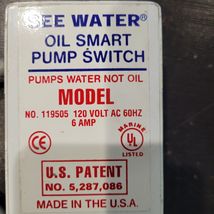 SEE WATER®
OIL SMART
PUMP SWITCH
PUMPS WATER NOT OIL
MODEL
NO. 119505 120 VOLT AC 60HZ
6 AMP
CE
MARINE
UL
LISTED
U.S. PATENT
NO. 5,287,086
MADE IN THE U.S.A.